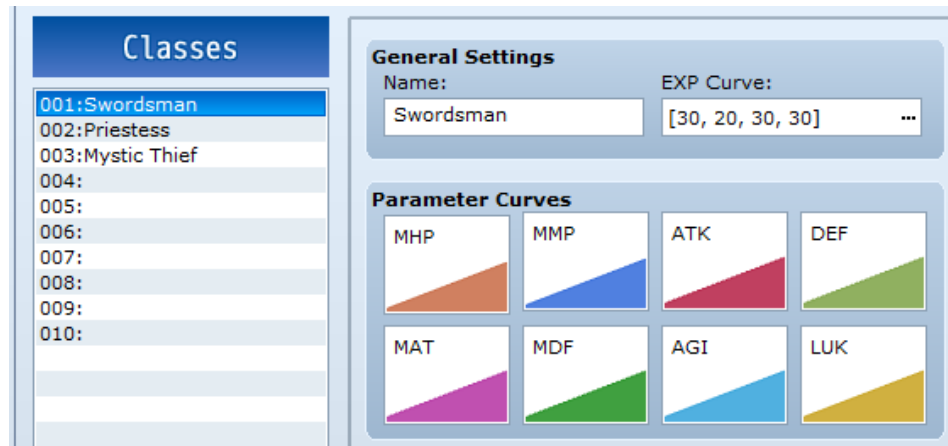 Classes
001:Swordsman
002:Priestess
003:Mystic Thief
004:
005:
006:
007:
008:
009:
010:
General Settings
Name: EXP Curve:
Swordsman [30, 20, 30, 30] ...
Parameter Curves
MHP MMP ATK DEF
MAT MDF AGI LUK